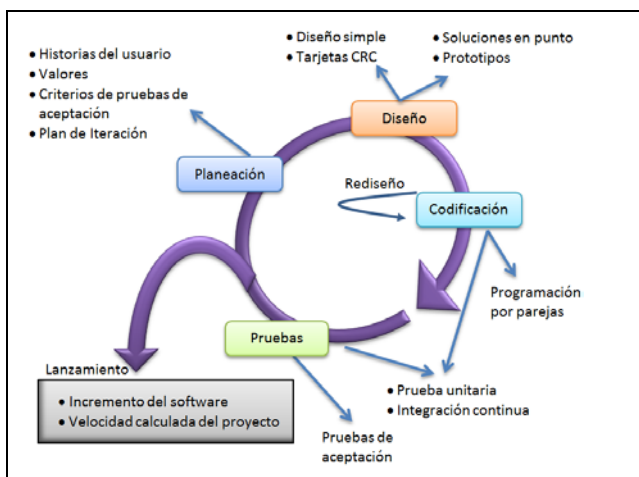 • Historias del usuario
• Valores
• Criterios de pruebas de
aceptación
• Plan de Iteración
• Diseño simple
• Tarjetas CRC
• Soluciones en punto
• Prototipos
Diseño
Planeación
Rediseño
Codificación
Programación
por parejas
Pruebas
Lanzamiento
• Incremento del software
• Velocidad calculada del proyecto
• Prueba unitaria
• Integración continua
Pruebas de
aceptación